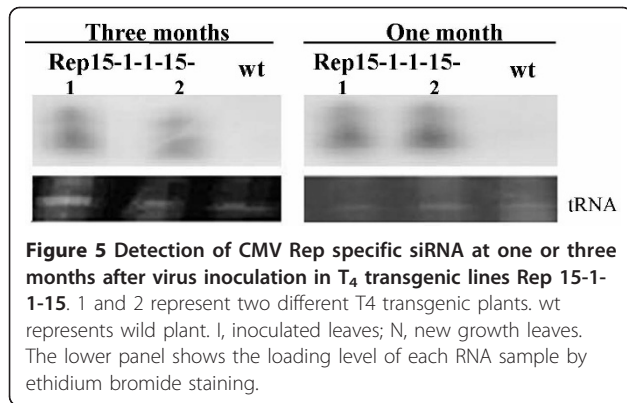 Three months One month
Rep15-1-1-15- wt Rep15-1-1-15- wt
1 2 1 2
tRNA
Figure 5 Detection of CMV Rep specific siRNA at one or three
months after virus inoculation in T4 transgenic lines Rep 15-1-
1-15. 1 and 2 represent two different T4 transgenic plants. wt
represents wild plant. I, inoculated leaves; N, new growth leaves.
The lower panel shows the loading level of each RNA sample by
ethidium bromide staining.